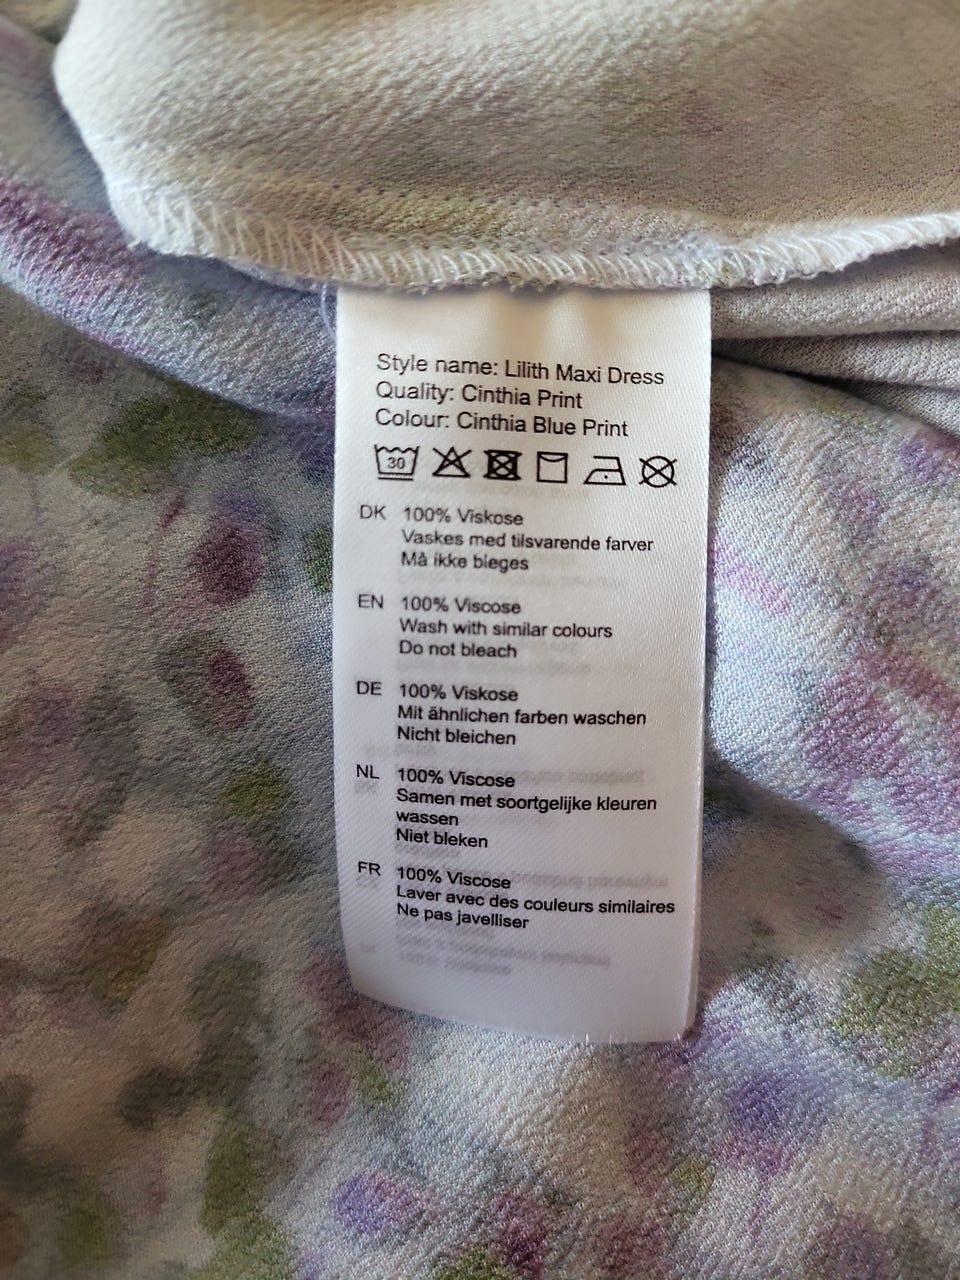 Style name: Lilith Maxi Dress
Quality: Cinthia Print
Colour: Cinthia Blue Print
30
DK 100% Viskose
Vaskes med tilsvarende farver
Må ikke bleges
EN 100% Viscose
Wash with similar colours
Do not bleach
DE 100% Viskose
Mit ähnlichen farben waschen
Nicht bleichen
NL 100% Viscose
Samen met soortgelijke kleuren
wassen
Niet bleken
FR 100% Viscose
Laver avec des couleurs similaires
Ne pas javelliser